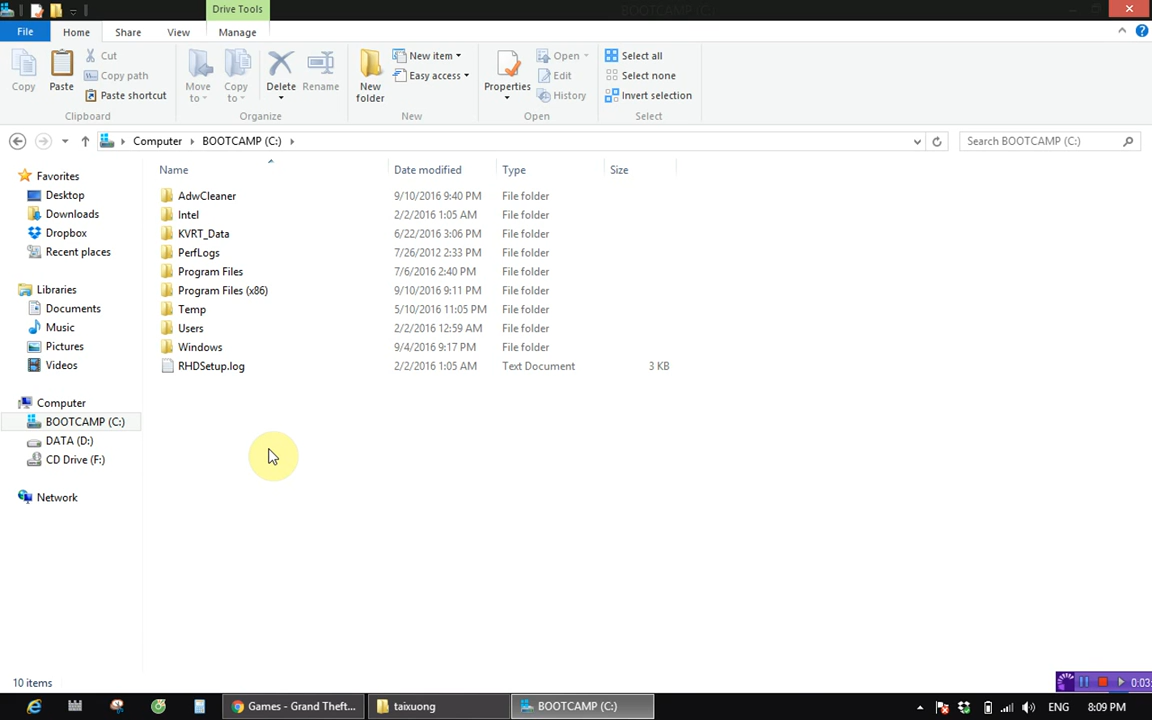 Drive Tools
BOOTCAMP (C:)
File
Home
Share
View
Manage
Copy
Paste
Cut
Copy path
Paste shortcut
Clipboard
Move to
Copy to
Delete
Rename
Organize
New folder
New item
Easy access
New
Properties
Open
Edit
History
Open
Select all
Select none
Invert selection
Select
Computer
BOOTCAMP (C:)
Search BOOTCAMP (C:)
Favorites
Desktop
Downloads
Dropbox
Recent places
Libraries
Documents
Music
Pictures
Videos
Computer
BOOTCAMP (C:)
DATA (D:)
CD Drive (F:)
Network
Name Date modified Type Size
AdwCleaner 9/10/2016 9:40 PM File folder
Intel 2/2/2016 1:05 AM File folder
KVRT_Data 6/22/2016 3:06 PM File folder
PerfLogs 7/26/2012 2:33 PM File folder
Program Files 7/6/2016 2:40 PM File folder
Program Files (x86) 9/10/2016 9:11 PM File folder
Temp 5/10/2016 11:05 PM File folder
Users 2/2/2016 12:59 AM File folder
Windows 9/4/2016 9:17 PM File folder
RHDSetup.log 2/2/2016 1:05 AM Text Document 3 KB
10 items
0:03
Games - Grand Theft...
taixuong
BOOTCAMP (C:)
ENG
8:09 PM